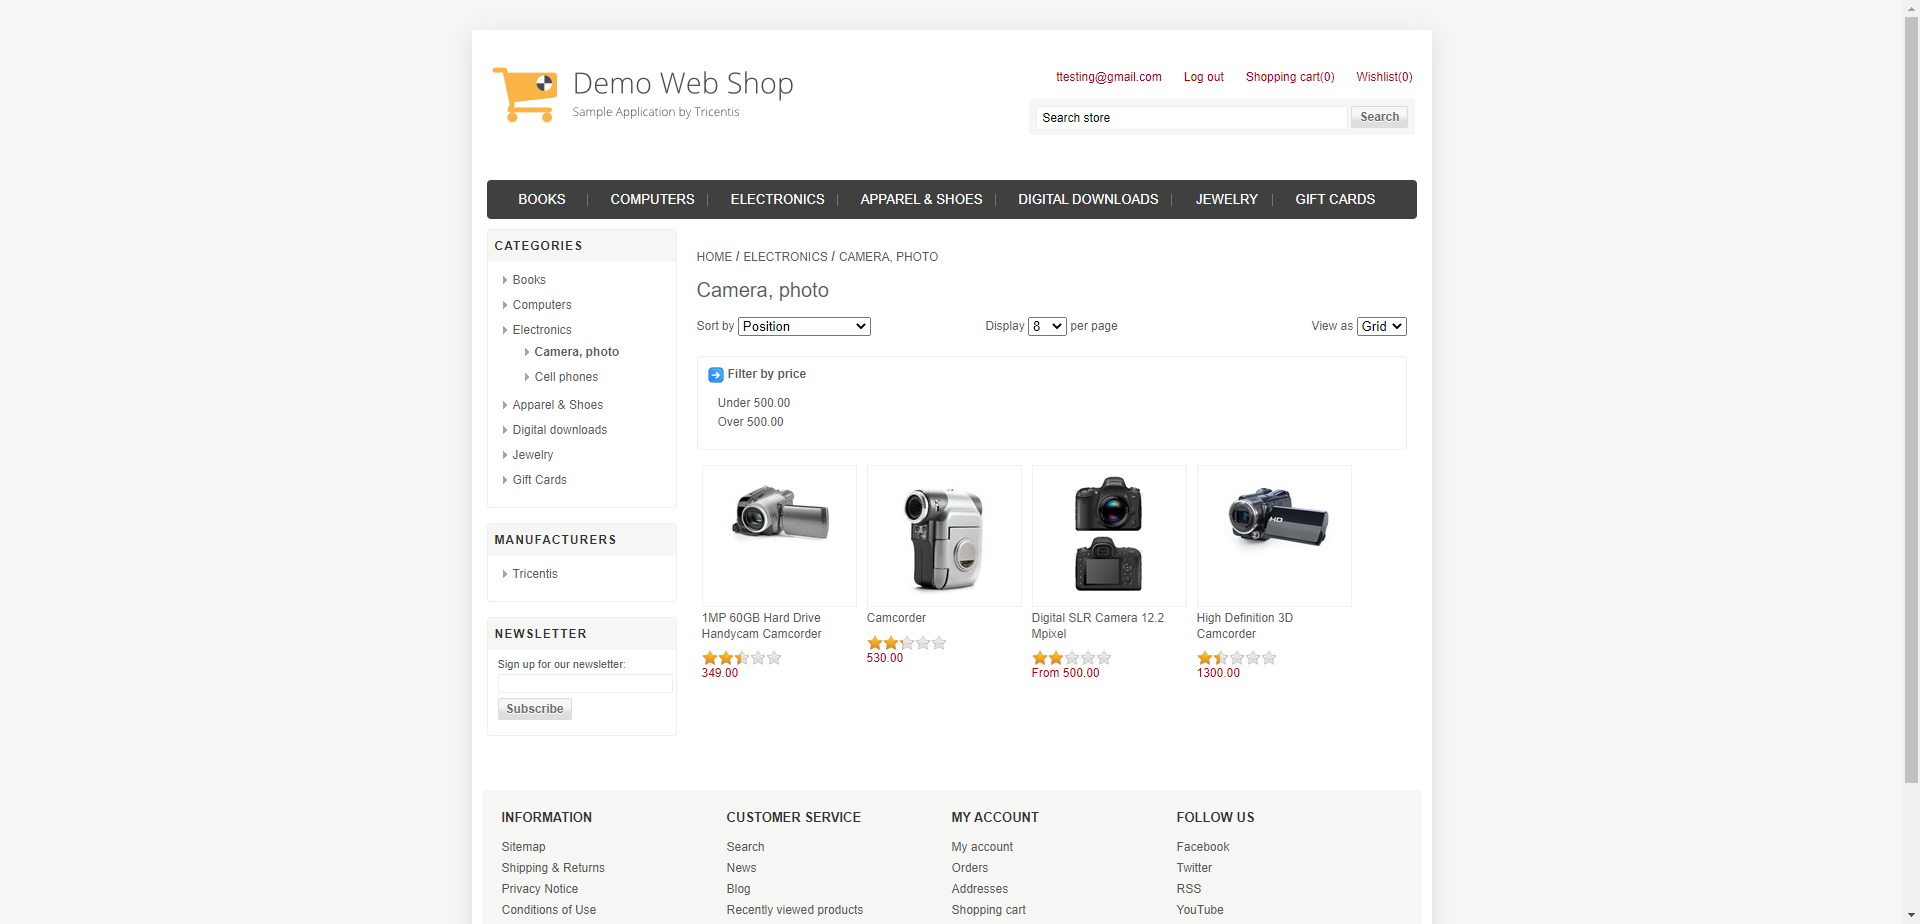 Demo Web Shop
Sample Application by Tricentis
ttesting@gmail.com Log out Shopping cart(0) Wishlist(0)
Search store Search
BOOKS COMPUTERS ELECTRONICS APPAREL & SHOES DIGITAL DOWNLOADS JEWELRY GIFT CARDS
CATEGORIES
Books
Computers
Electronics
Camera, photo
Cell phones
Apparel & Shoes
Digital downloads
Jewelry
Gift Cards
MANUFACTURERS
Tricentis
NEWSLETTER
Sign up for our newsletter:
Subscribe
HOME / ELECTRONICS / CAMERA, PHOTO
Camera, photo
Sort by Position Display 8 per page View as Grid
Filter by price
Under 500.00
Over 500.00
HD
1MP 60GB Hard Drive
Handycam Camcorder
349.00
Camcorder
530.00
Digital SLR Camera 12.2
Mpixel
From 500.00
High Definition 3D
Camcorder
1300.00
INFORMATION
Sitemap
Shipping & Returns
Privacy Notice
Conditions of Use
CUSTOMER SERVICE
Search
News
Blog
Recently viewed products
MY ACCOUNT
My account
Orders
Addresses
Shopping cart
FOLLOW US
Facebook
Twitter
RSS
YouTube